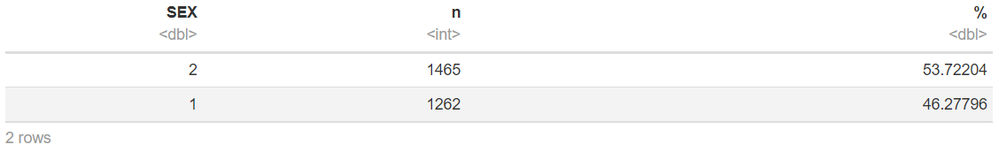 SEX n %
<dbl> <int> <dbl>
2 1465 53.72204
1 1262 46.27796
2 rows